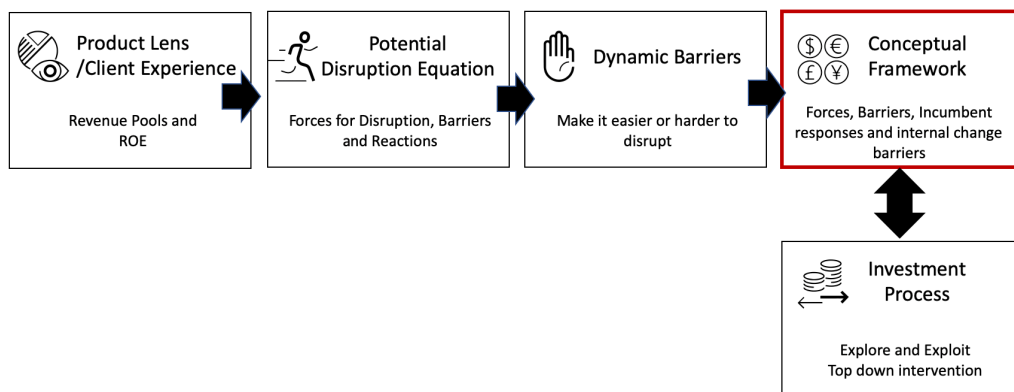 Product Lens
/Client Experience
Revenue Pools and
ROE
Potential
Disruption Equation
Forces for Disruption, Barriers
and Reactions
Dynamic Barriers
Make it easier or harder to
disrupt
$ €
£ ¥
Conceptual
Framework
Forces, Barriers, Incumbent
responses and internal change
barriers
Investment
Process
Explore and Exploit
Top down intervention